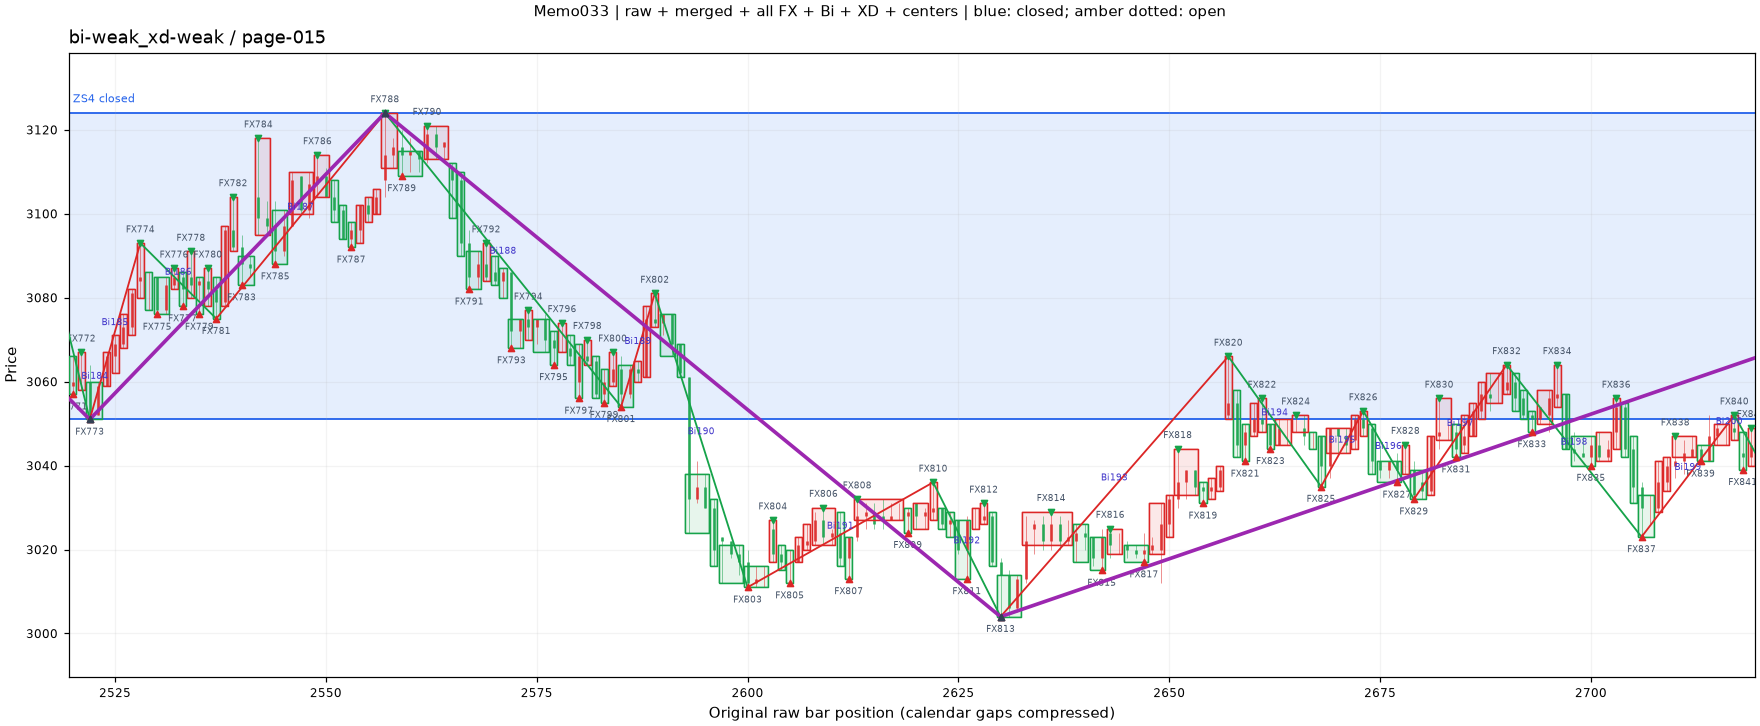 Memo033 | raw + merged + all FX + Bi + XD + centers | blue: closed; amber dotted: open
bi-weak_xd-weak / page-015
ZS4 closed
FX788
FX790
FX784
FX786
FX782
FX789
FX774
FX778
FX792
FX776
FX780
Bi186
Bi188
FX785
FX787
FX783
FX791
FX802
FX775
FX779
FX781
Bi185
FX794
FX796
FX798
FX800
Bi189
FX772
FX793
FX795
Bi184
FX797
FX801
FX773
Bi190
FX820
FX822
Bi194
FX824
FX826
FX828
FX830
FX832
FX834
FX836
FX838
FX840
FX818
Bi196
Bi198
Bi200
FX821
FX823
FX831
FX833
FX835
FX839
FX841
FX825
FX827
FX829
FX819
Bi193
FX810
FX808
FX806
FX804
FX812
FX814
FX816
Bi191
Bi192
FX809
FX837
FX803
FX805
FX807
FX811
FX815
FX817
FX813
3120
3100
3080
3060
3040
3020
3000
Price
2525 2550 2575 2600 2625 2650 2675 2700
Original raw bar position (calendar gaps compressed)